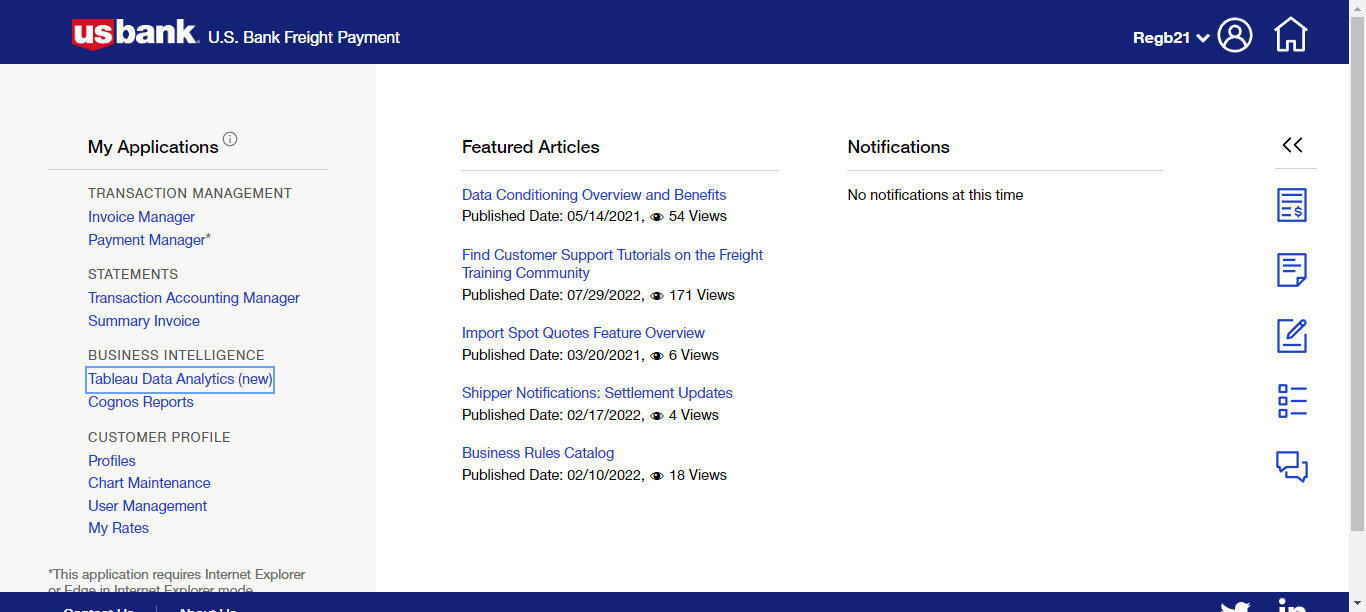 usbank. U.S. Bank Freight Payment
Regb21
My Applications
TRANSACTION MANAGEMENT
Invoice Manager
Payment Manager*
STATEMENTS
Transaction Accounting Manager
Summary Invoice
BUSINESS INTELLIGENCE
Tableau Data Analytics (new)
Cognos Reports
CUSTOMER PROFILE
Profiles
Chart Maintenance
User Management
My Rates
*This application requires Internet Explorer
or Edge in Internet Explorer mode
Featured Articles
Data Conditioning Overview and Benefits
Published Date: 05/14/2021, 54 Views
Find Customer Support Tutorials on the Freight
Training Community
Published Date: 07/29/2022, 171 Views
Import Spot Quotes Feature Overview
Published Date: 03/20/2021, 6 Views
Shipper Notifications: Settlement Updates
Published Date: 02/17/2022, 4 Views
Business Rules Catalog
Published Date: 02/10/2022, 18 Views
Notifications
No notifications at this time
Contact Us | About Us
in